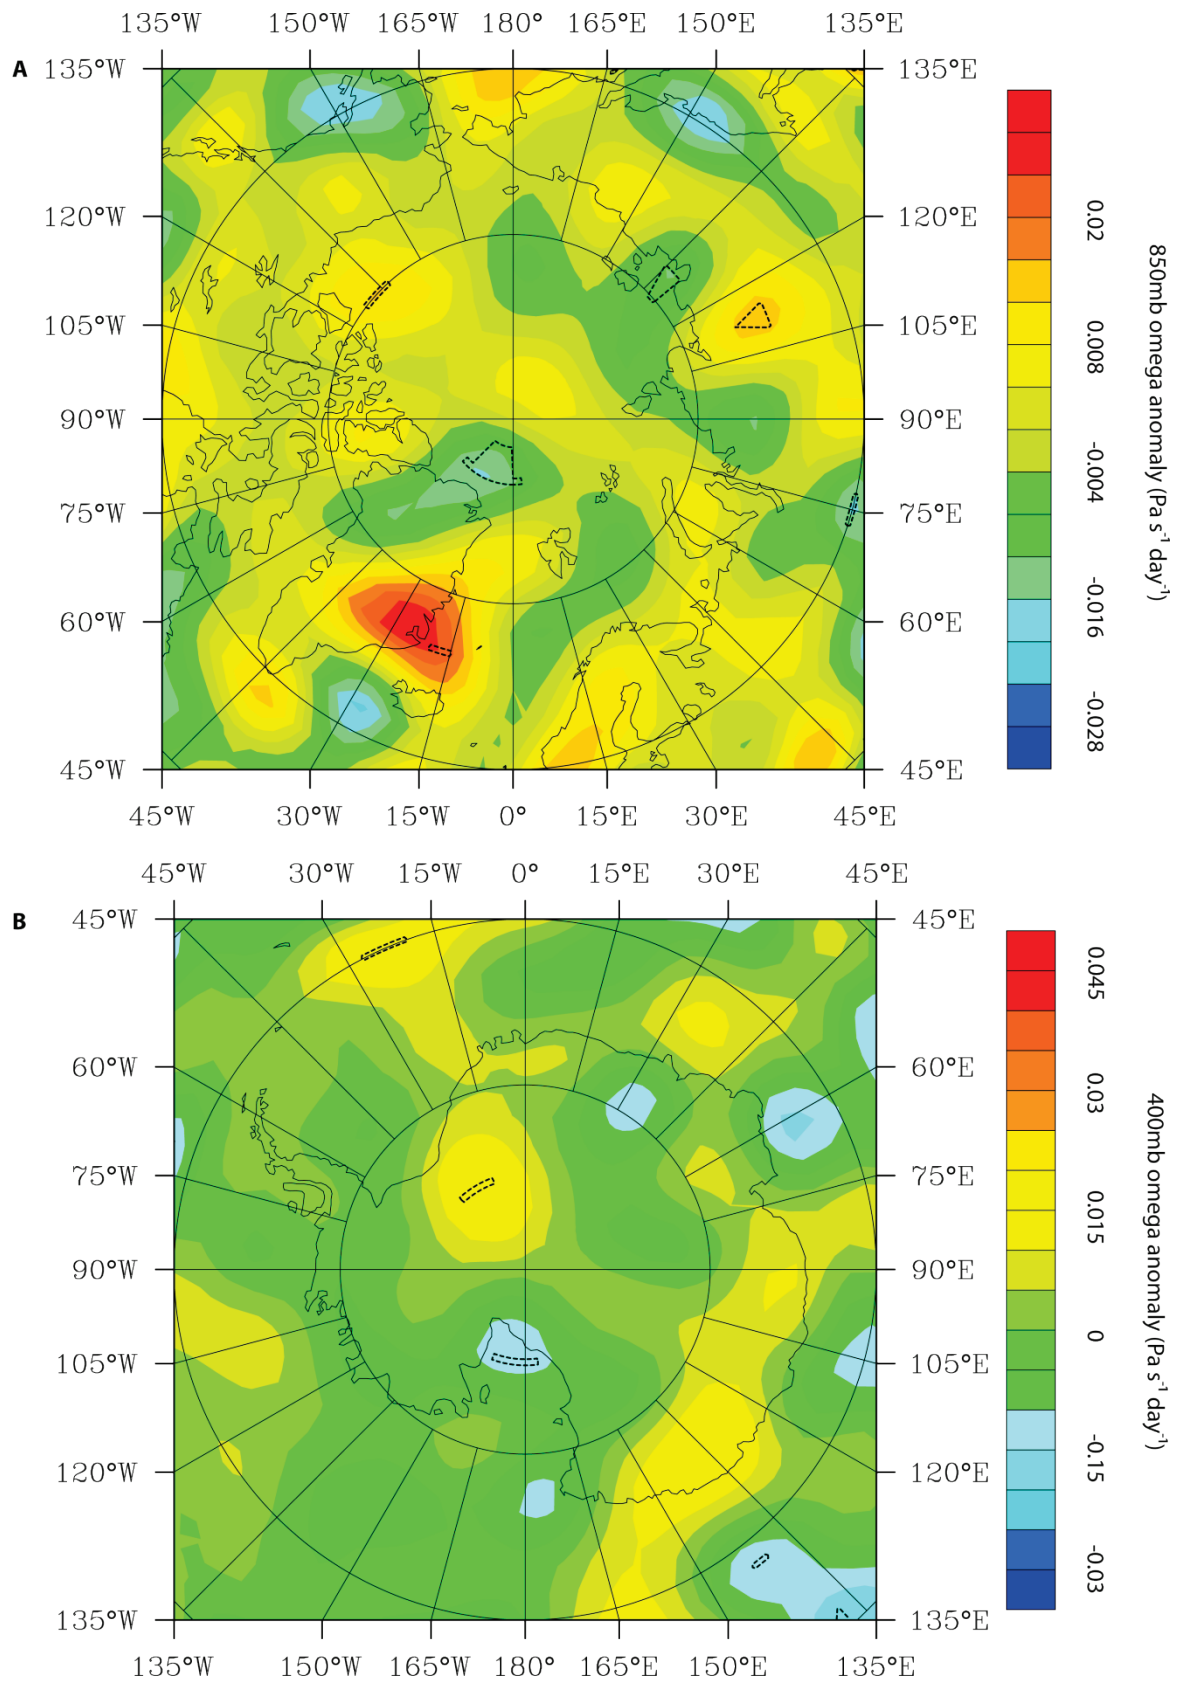 135°W 150°W 165°W 180° 165°E 150°E 135°E
A
135°W 135°E
120°W 120°E
105°W 105°E
90°W 90°E
75°W 75°E
60°W 60°E
45°W 45°E
45°W 30°W 15°W 0° 15°E 30°E 45°E
0.02
0.008
-0.004
-0.016
-0.028
850mb omega anomaly (Pa s-1 day-1)
45°W 30°W 15°W 0° 15°E 30°E 45°E
B
45°W 45°E
60°W 60°E
75°W 75°E
90°W 90°E
105°W 105°E
120°W 120°E
135°W 135°E
135°W 150°W 165°W 180° 165°E 150°E 135°E
0.045
0.03
0.015
0
-0.15
-0.03
400mb omega anomaly (Pa s-1 day-1)